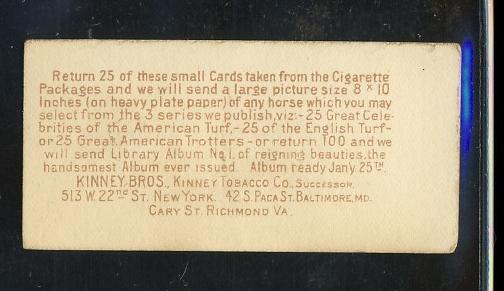 Return 25 of these small Cards taken from the Cigarette
Packages and we will send a large picture size 8 x 10
Inches (on heavy plate paper) of any horse which you may
select from the 3 series we publish, viz:- 25 Great Cele-
brities of the American Turf,- 25 of the English Turf-
or 25 Great American Trotters - or return 100 and we
will send Library Album No 1. of reigning beauties, the
handsomest Album ever issued. Album ready Jan'y 25TH.
KINNEY BROS., KINNEY TOBACCO CO., SUCCESSOR,
513 W. 22nd ST. NEW YORK. 42 S. PACA ST. BALTIMORE, MD.
CARY ST. RICHMOND VA.